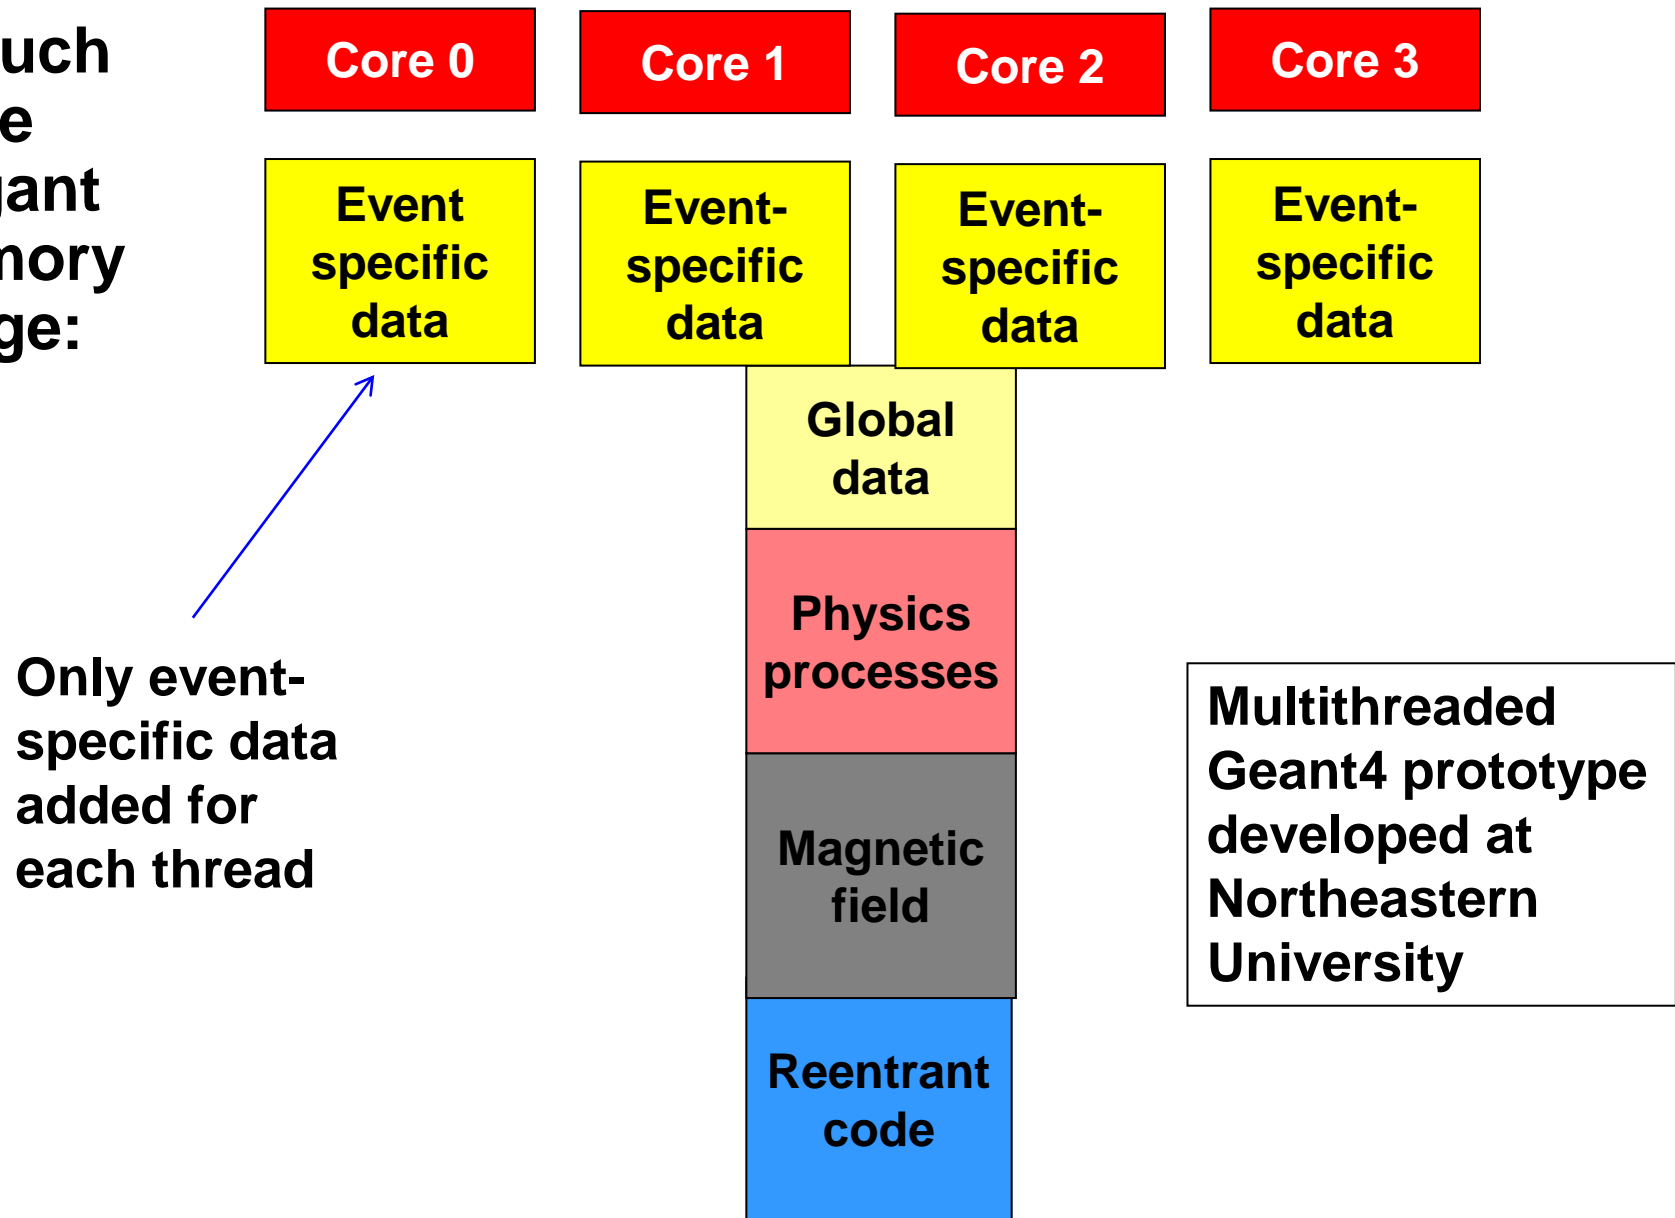 uch
e
gant
mory
ge:
Core 0
Core 1
Core 2
Core 3
Event
specific
data
Event-
specific
data
Event-
specific
data
Event-
specific
data
Global
data
Physics
processes
Magnetic
field
Reentrant
code
Only event-
specific data
added for
each thread
Multithreaded
Geant4 prototype
developed at
Northeastern
University